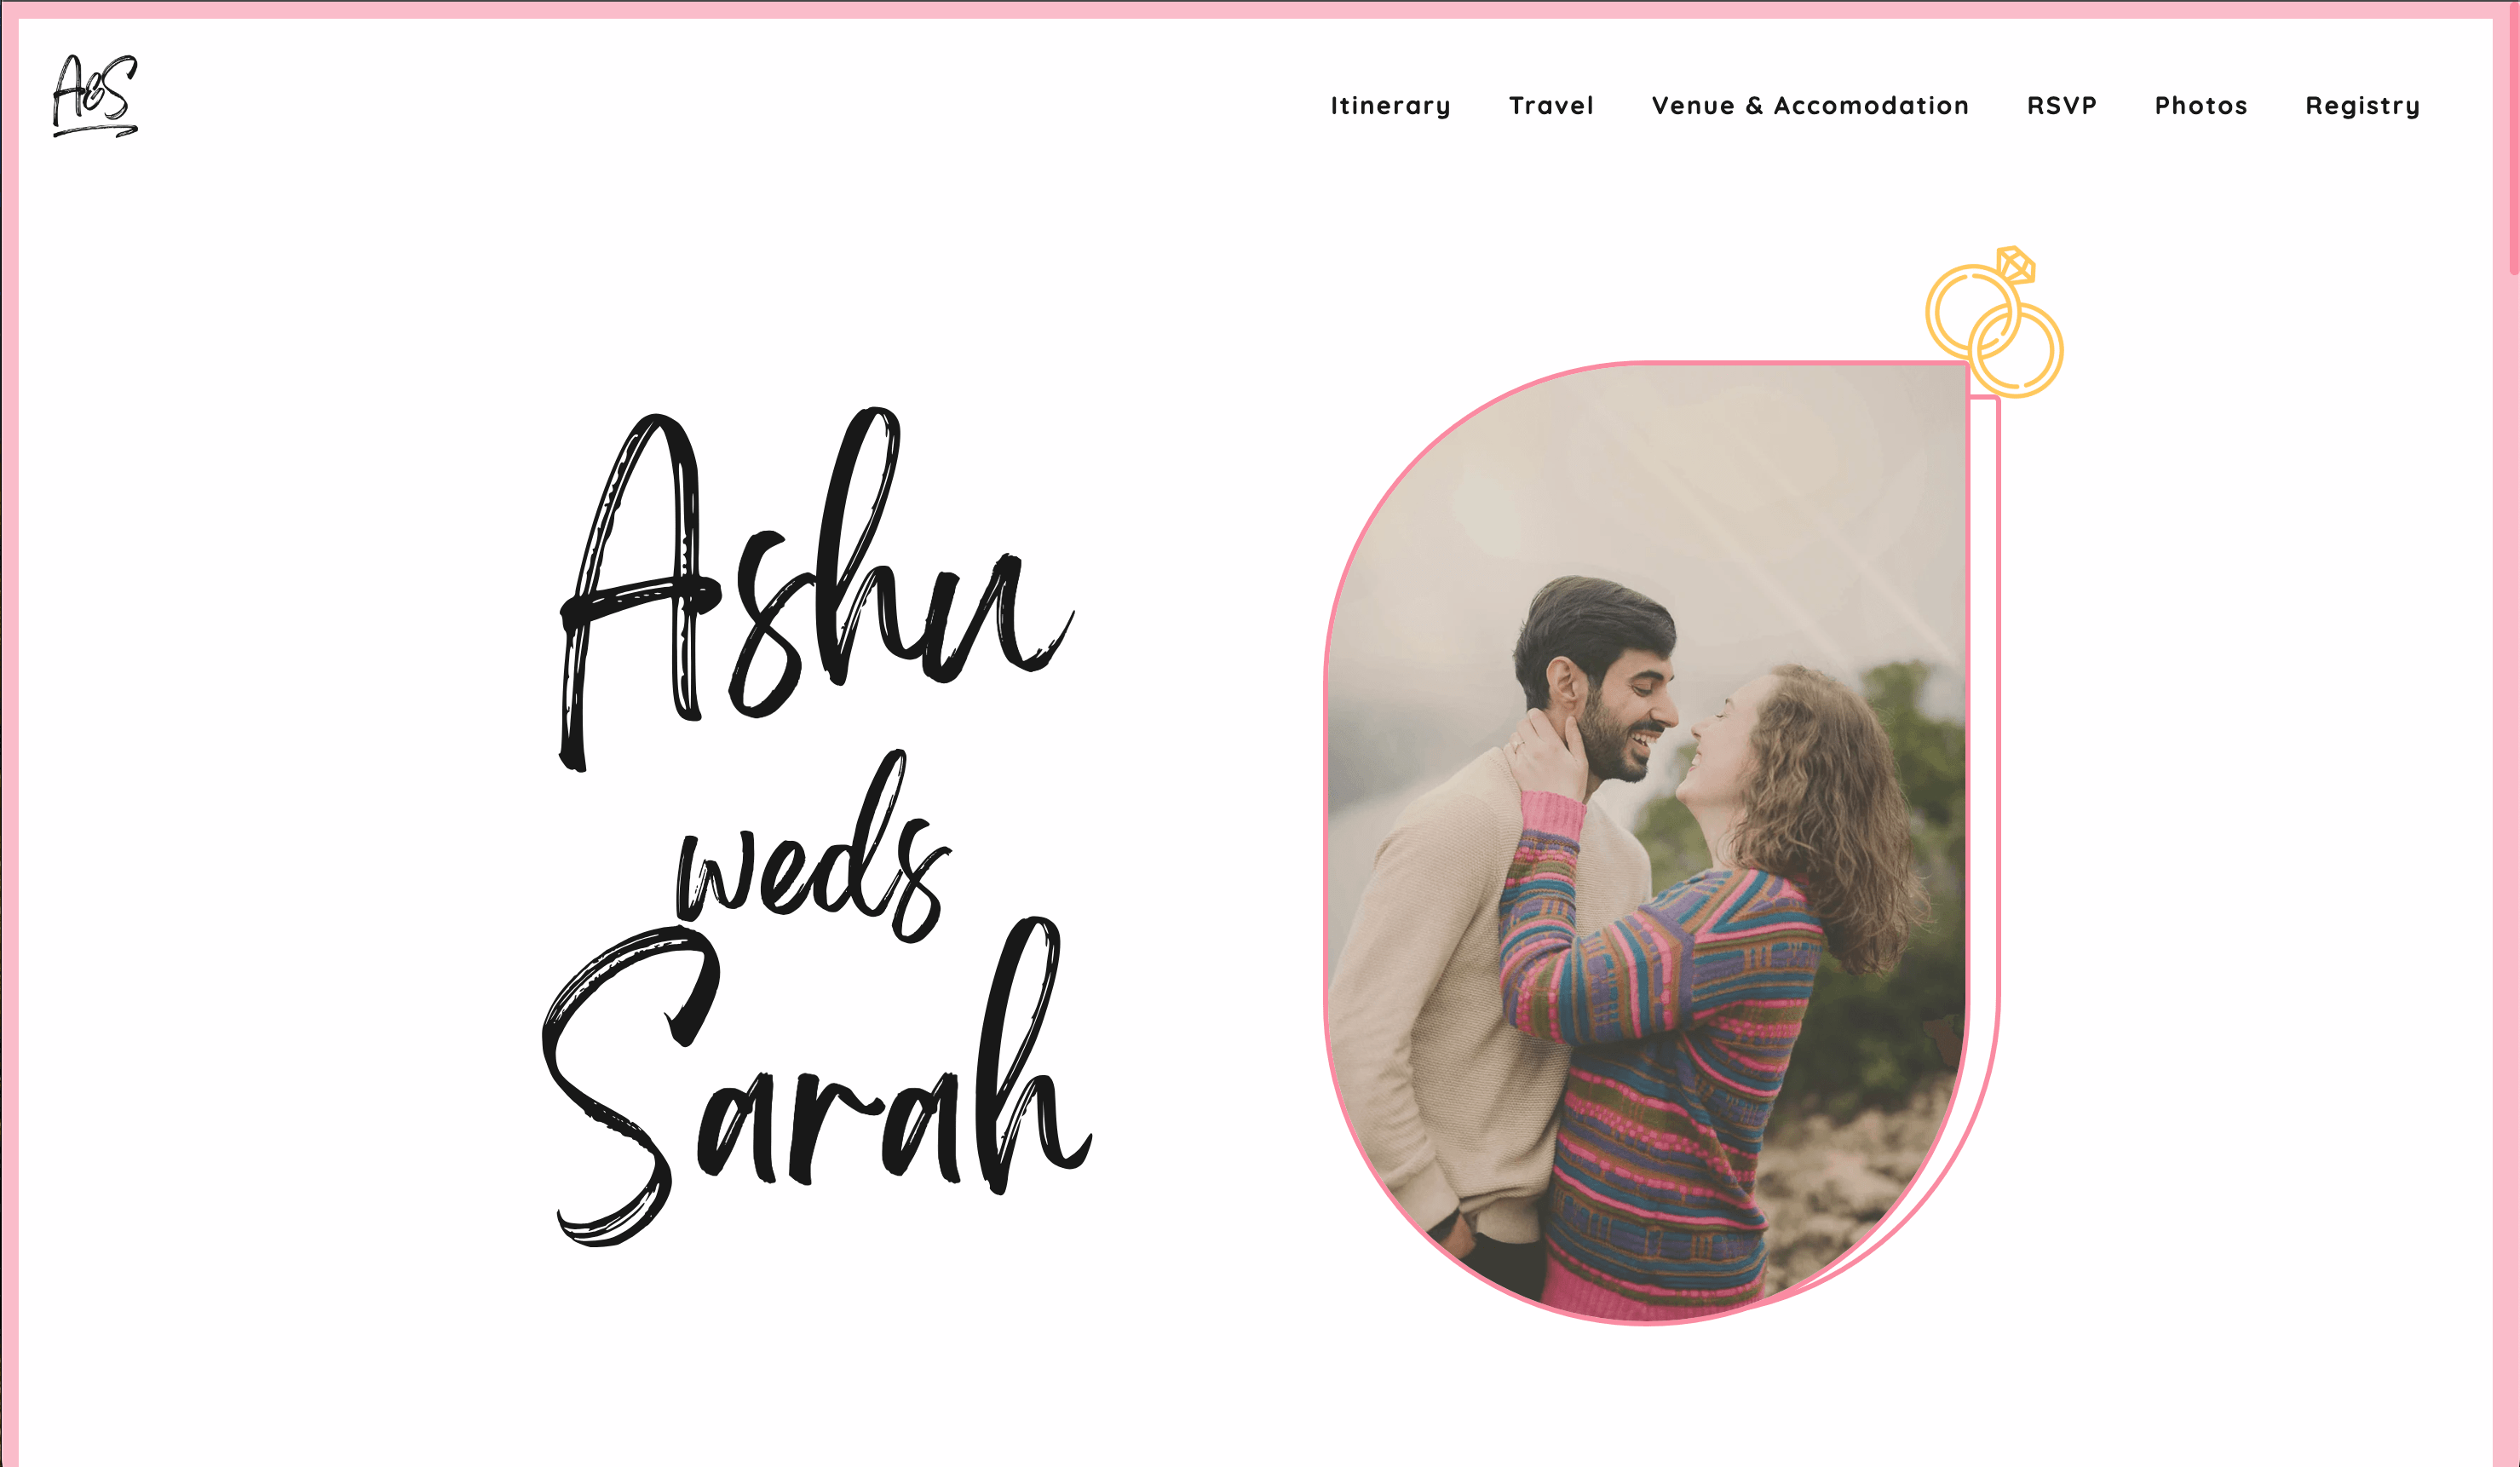 A&S
Itinerary Travel Venue & Accomodation RSVP Photos Registry
Ashu
weds
Sarah